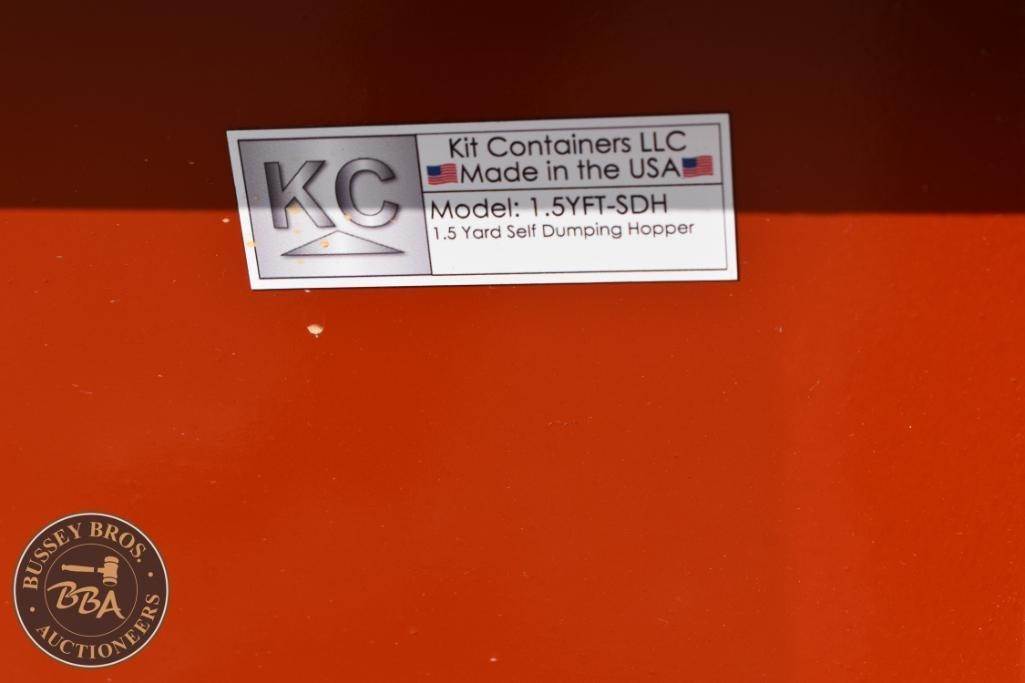 KC
Kit Containers LLC
Made in the USA
Model: 1.5YFT-SDH
1.5 Yard Self Dumping Hopper
BUSSEY BROS.
BBA
AUCTIONEERS